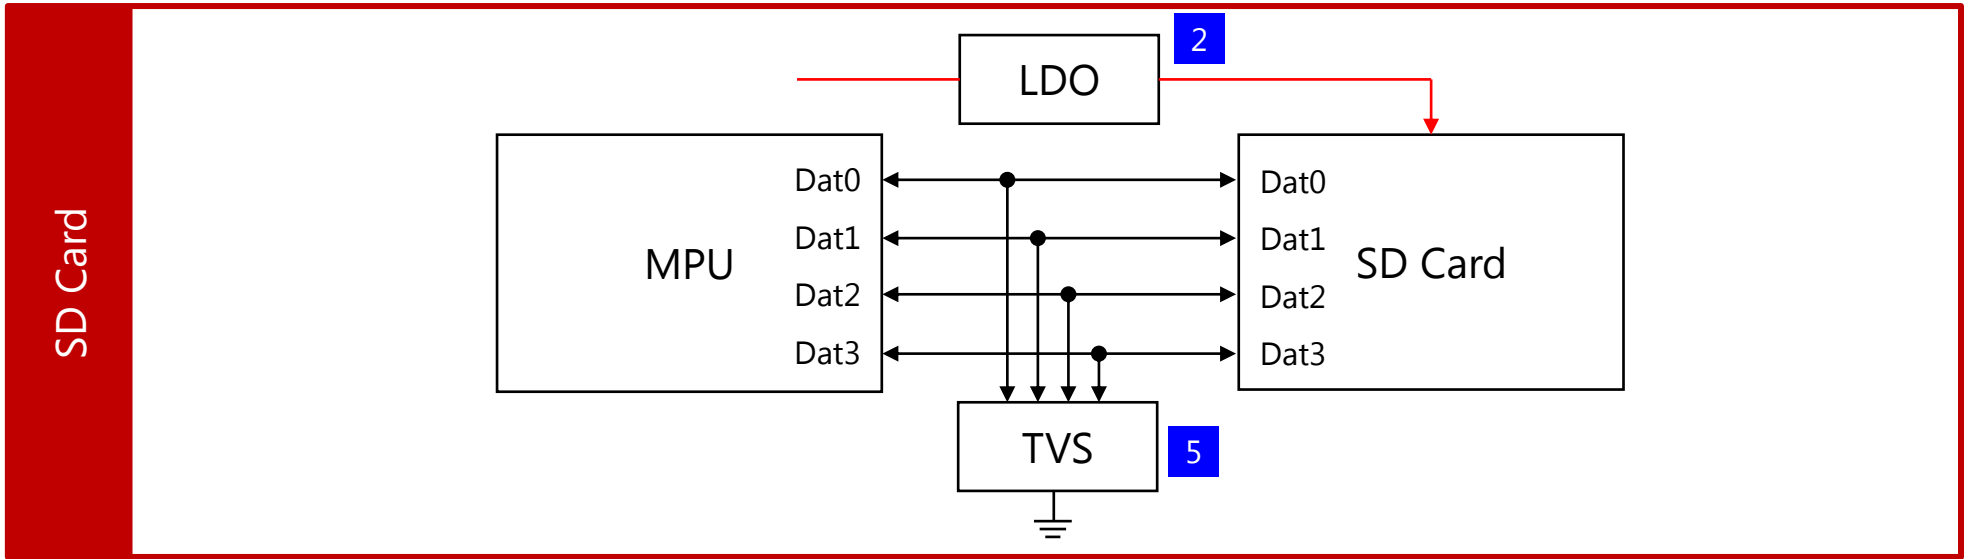 SD Card
2
LDO
MPU
Dat0
Dat1
Dat2
Dat3
Dat0
Dat1
Dat2
Dat3
SD Card
TVS
5